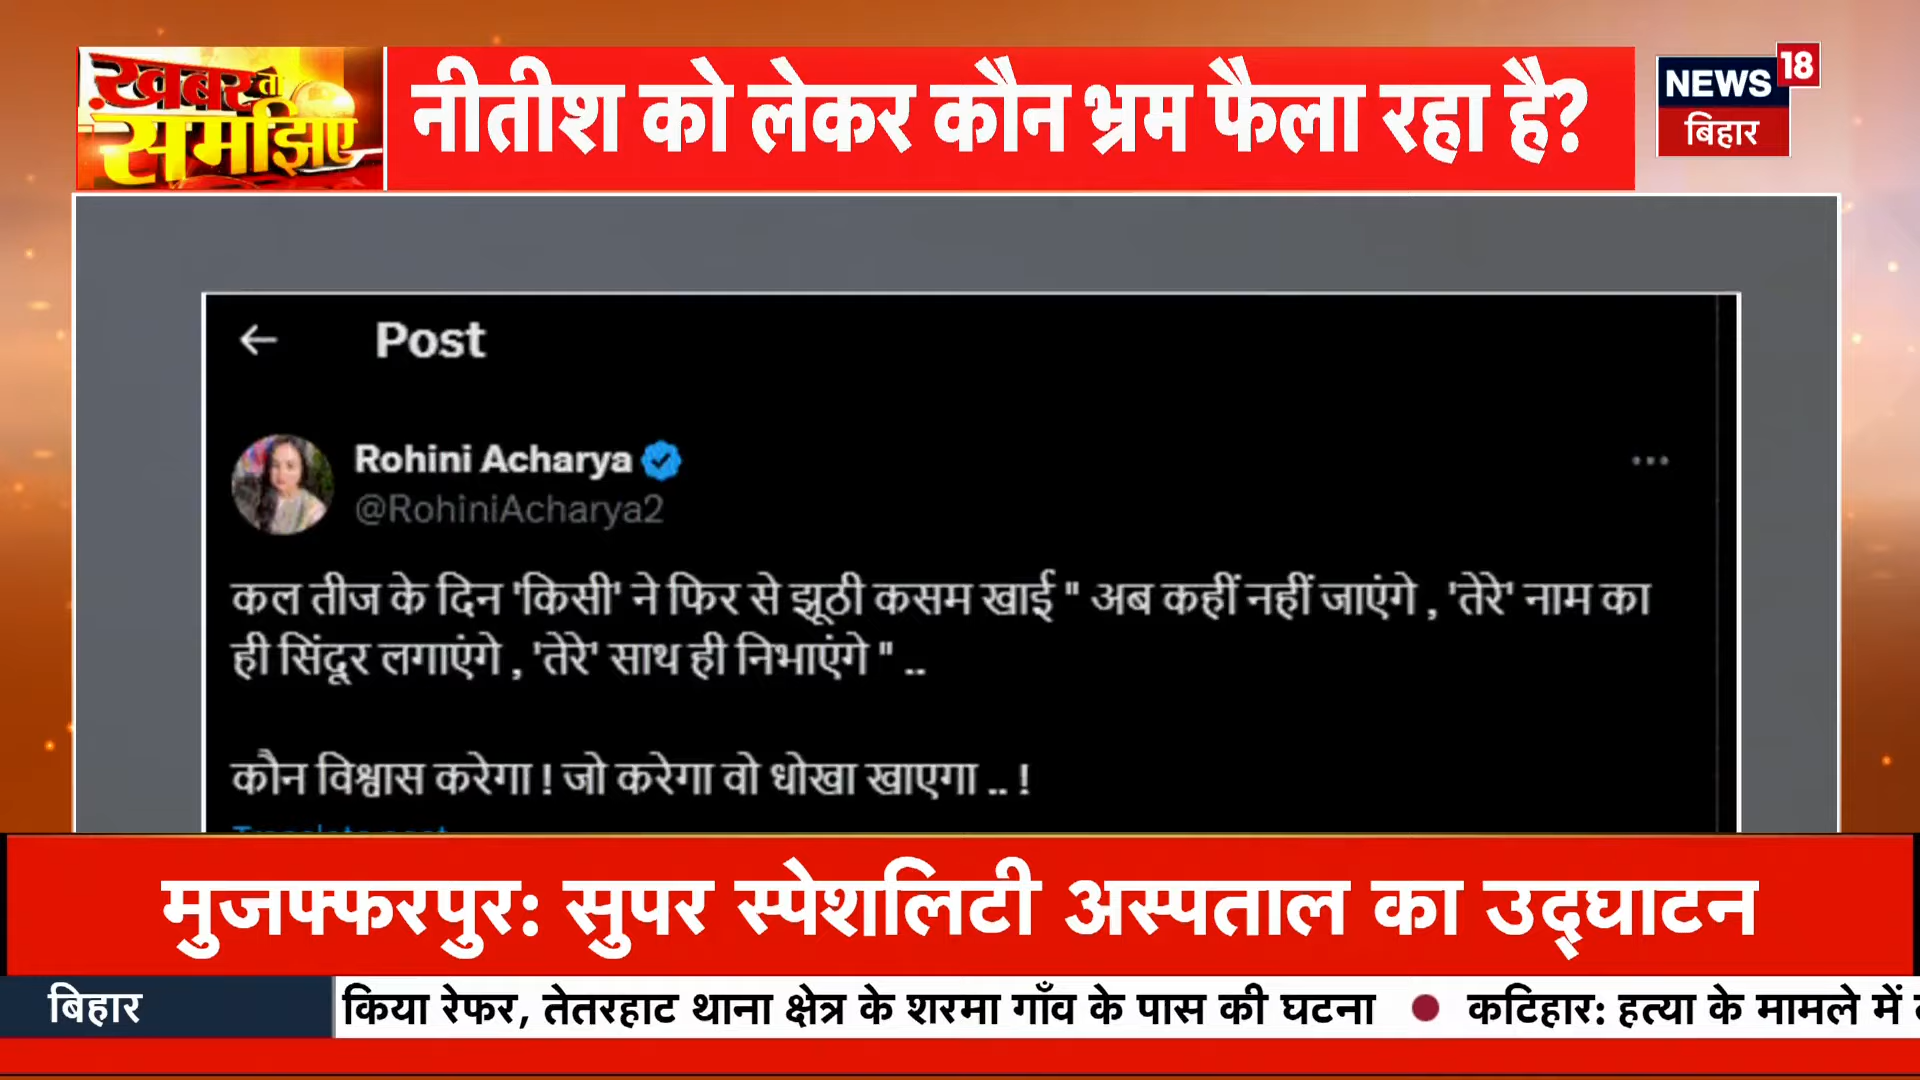 ख़बर तो
समझिए
नीतीश को लेकर कौन भ्रम फैला रहा है?
NEWS 18
बिहार
Post
Rohini Acharya
@RohiniAcharya2
कल तीज के दिन 'किसी' ने फिर से झूठी कसम खाई " अब कहीं नहीं जाएंगे , 'तेरे' नाम का
ही सिंदूर लगाएंगे , 'तेरे' साथ ही निभाएंगे " ..
कौन विश्वास करेगा ! जो करेगा वो धोखा खाएगा .. !
मुजफ्फरपुर: सुपर स्पेशलिटी अस्पताल का उद्घाटन
बिहार
किया रेफर, तेतरहाट थाना क्षेत्र के शरमा गाँव के पास की घटना ● कटिहार: हत्या के मामले में